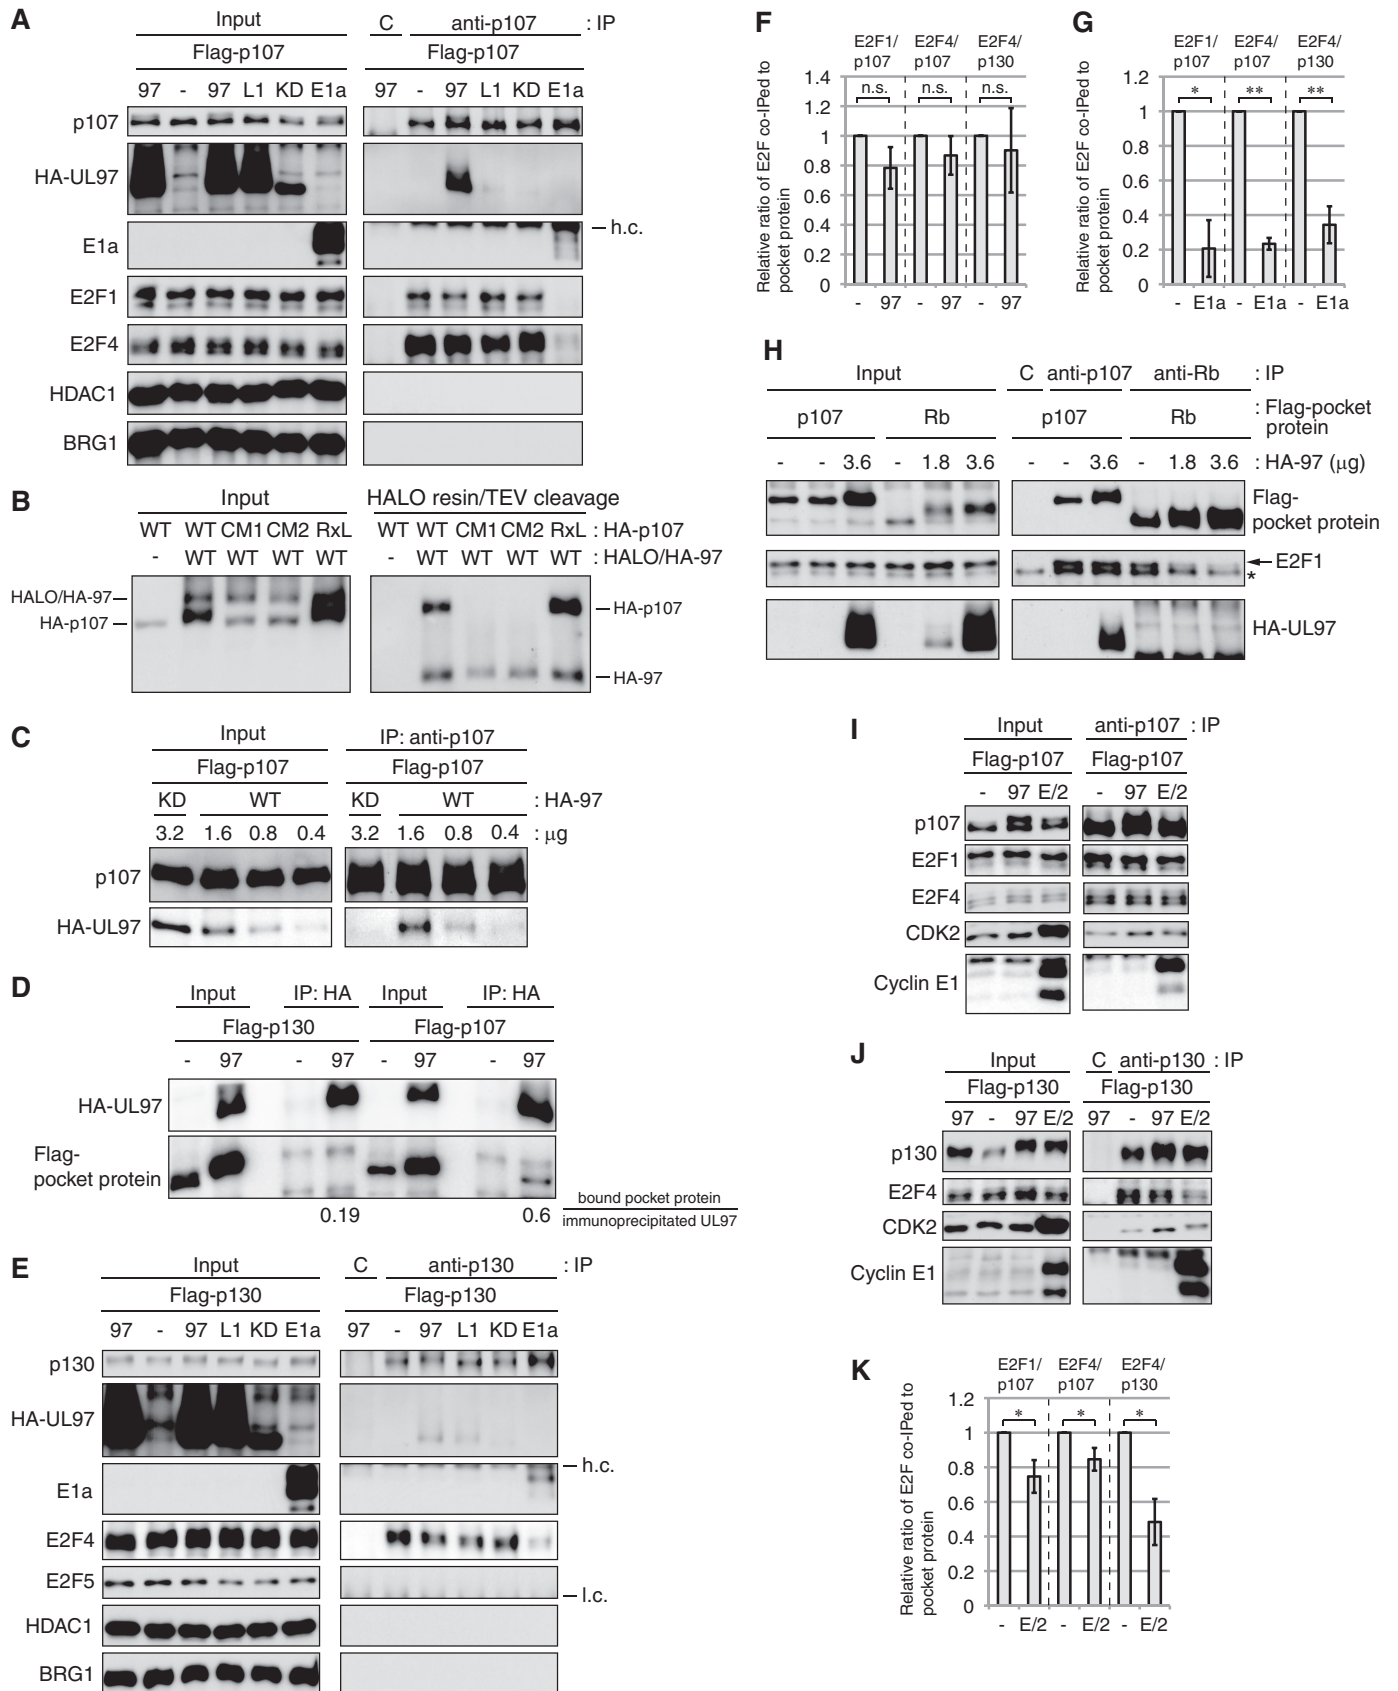 A
Input
Flag-p107
97 - 97 L1 KD E1a
C anti-p107 : IP
Flag-p107
97 - 97 L1 KD E1a
p107
HA-UL97
E1a
h.c.
E2F1
E2F4
HDAC1
BRG1
B
Input
WT WT CM1 CM2 RxL
- WT WT WT WT
HALO resin/TEV cleavage
WT WT CM1 CM2 RxL : HA-p107
- WT WT WT WT : HALO/HA-97
HALO/HA-97
HA-p107
HA-p107
HA-97
C
Input
Flag-p107
KD WT
3.2 1.6 0.8 0.4
IP: anti-p107
Flag-p107
KD WT : HA-97
3.2 1.6 0.8 0.4 : μg
p107
HA-UL97
D
Input IP: HA Input IP: HA
Flag-p130 Flag-p107
- 97 - 97 - 97 - 97
HA-UL97
Flag-
pocket protein
0.19 0.6
bound pocket protein
immunoprecipitated UL97
E
Input
Flag-p130
97 - 97 L1 KD E1a
C anti-p130 : IP
Flag-p130
97 - 97 L1 KD E1a
p130
HA-UL97
h.c.
E1a
E2F4
E2F5
l.c.
HDAC1
BRG1
F
E2F1/ E2F4/ E2F4/
p107 p107 p130
Relative ratio of E2F co-IPed to
pocket protein
1.4
1.2
1
0.8
0.6
0.4
0.2
0
n.s. n.s. n.s.
- 97 - 97 - 97
G
E2F1/ E2F4/ E2F4/
p107 p107 p130
Relative ratio of E2F co-IPed to
pocket protein
1.2
1
0.8
0.6
0.4
0.2
0
* ** **
- E1a - E1a - E1a
H
Input
p107 Rb
- - 3.6 - 1.8 3.6
C anti-p107 anti-Rb : IP
p107 Rb : Flag-pocket
protein
- - 3.6 - 1.8 3.6 : HA-97 (μg)
Flag-
pocket protein
E2F1
*
HA-UL97
I
Input anti-p107 : IP
Flag-p107 Flag-p107
- 97 E/2 - 97 E/2
p107
E2F1
E2F4
CDK2
Cyclin E1
J
Input C anti-p130 : IP
Flag-p130 Flag-p130
97 - 97 E/2 97 - 97 E/2
p130
E2F4
CDK2
Cyclin E1
K
E2F1/ E2F4/ E2F4/
p107 p107 p130
Relative ratio of E2F co-IPed to
pocket protein
1.2
1
0.8
0.6
0.4
0.2
0
* * *
- E/2 - E/2 - E/2